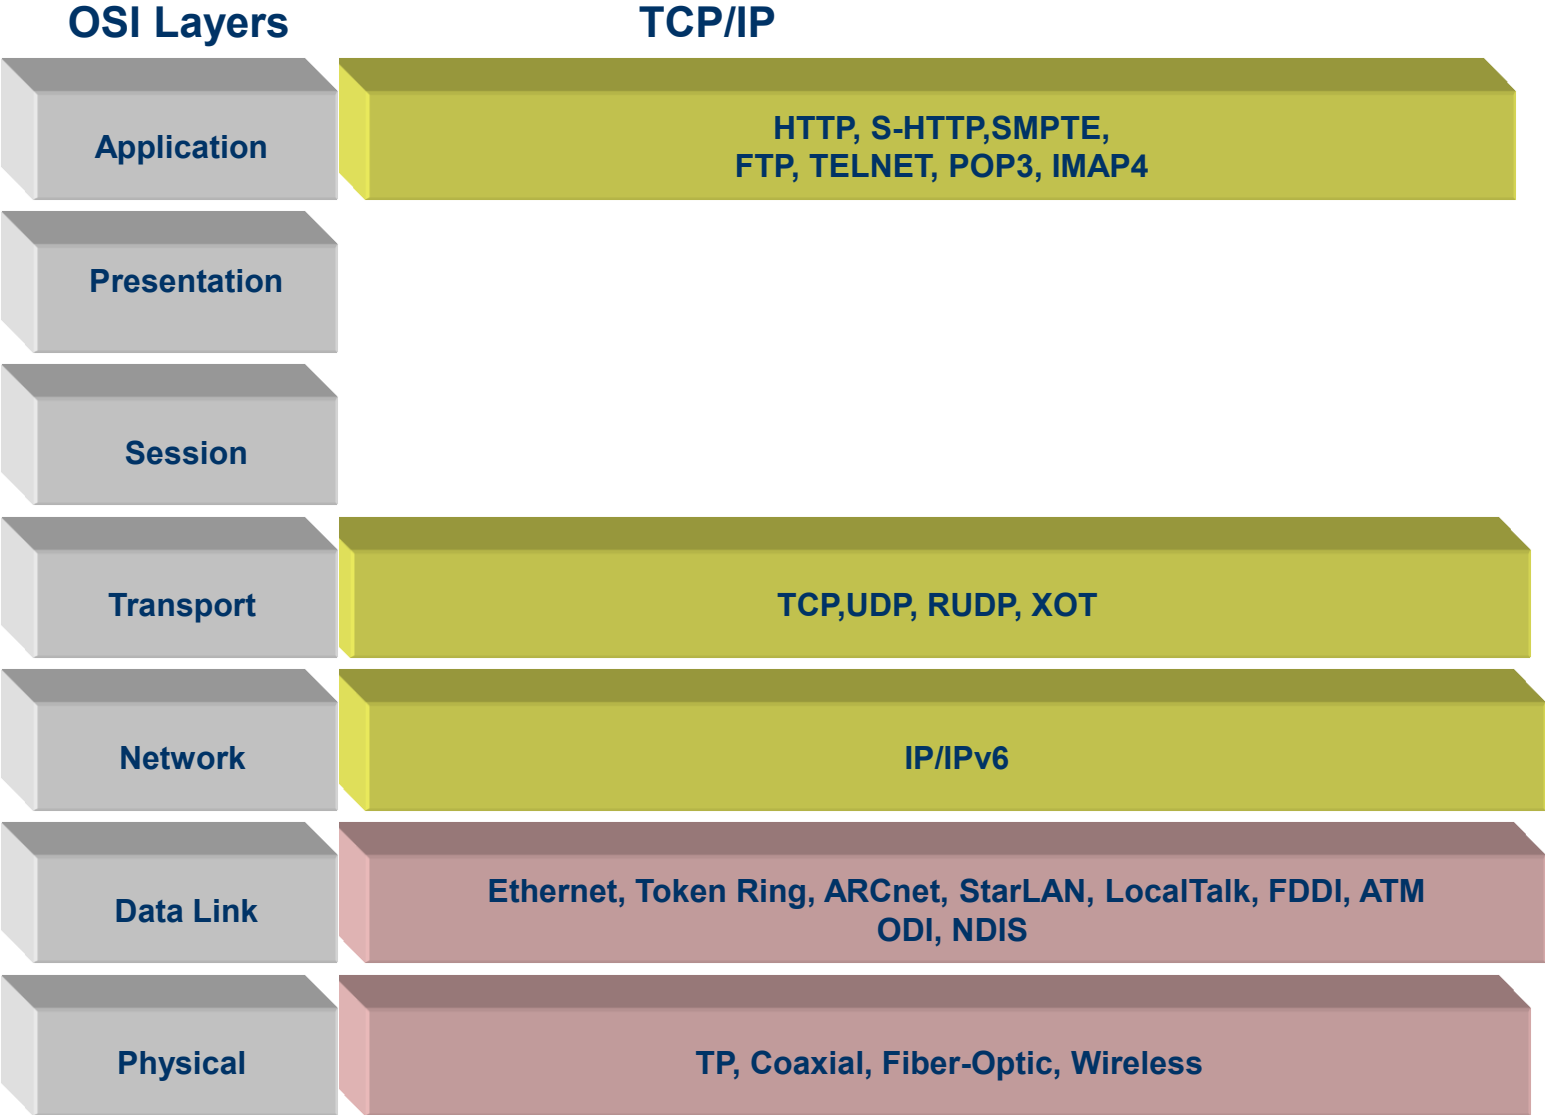 OSI Layers
TCP/IP
Application
HTTP, S-HTTP,SMPTE,
FTP, TELNET, POP3, IMAP4
Presentation
Session
Transport
TCP,UDP, RUDP, XOT
Network
IP/IPv6
Data Link
Ethernet, Token Ring, ARCnet, StarLAN, LocalTalk, FDDI, ATM
ODI, NDIS
Physical
TP, Coaxial, Fiber-Optic, Wireless